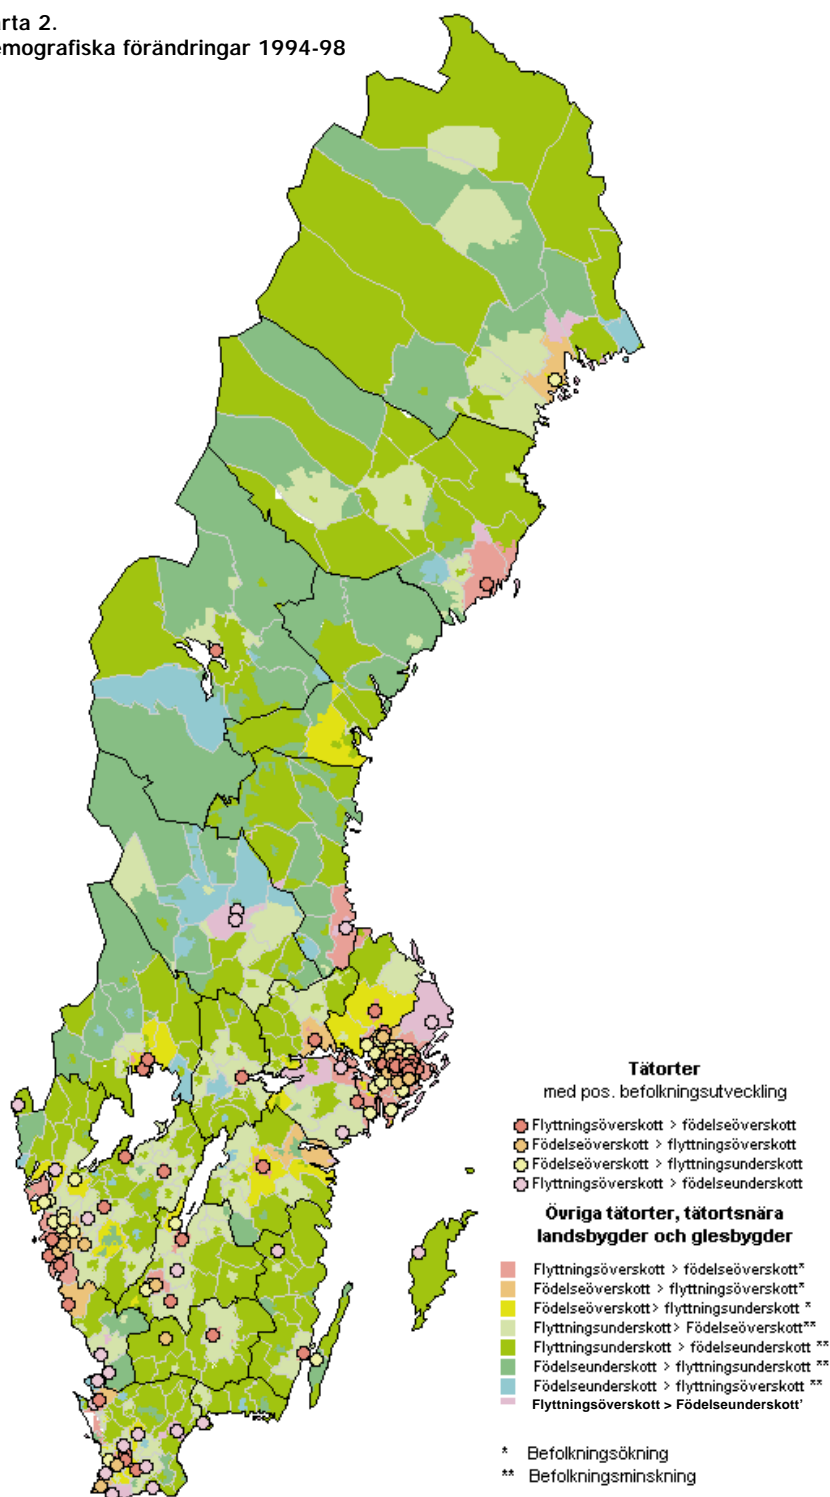 rta 2.
emografiska förändringar 1994-98
Tätorter
med pos. befolkningsutveckling
Flyttningsöverskott > födelseöverskott
Födelseöverskott > flyttningsöverskott
Födelseöverskott > flyttningsunderskott
Flyttningsöverskott > födelseunderskott
Övriga tätorter, tätortsnära
landsbygder och glesbygder
Flyttningsöverskott > födelseöverskott*
Födelseöverskott > flyttningsöverskott*
Födelseöverskott> flyttningsunderskott *
Flyttningsunderskott> Födelseöverskott**
Flyttningsunderskott > födelseunderskott **
Födelseunderskott > flyttningsunderskott **
Födelseunderskott > flyttningsöverskott **
Flyttningsöverskott > Födelseunderskott'
* Befolkningsökning
** Befolkningsminskning